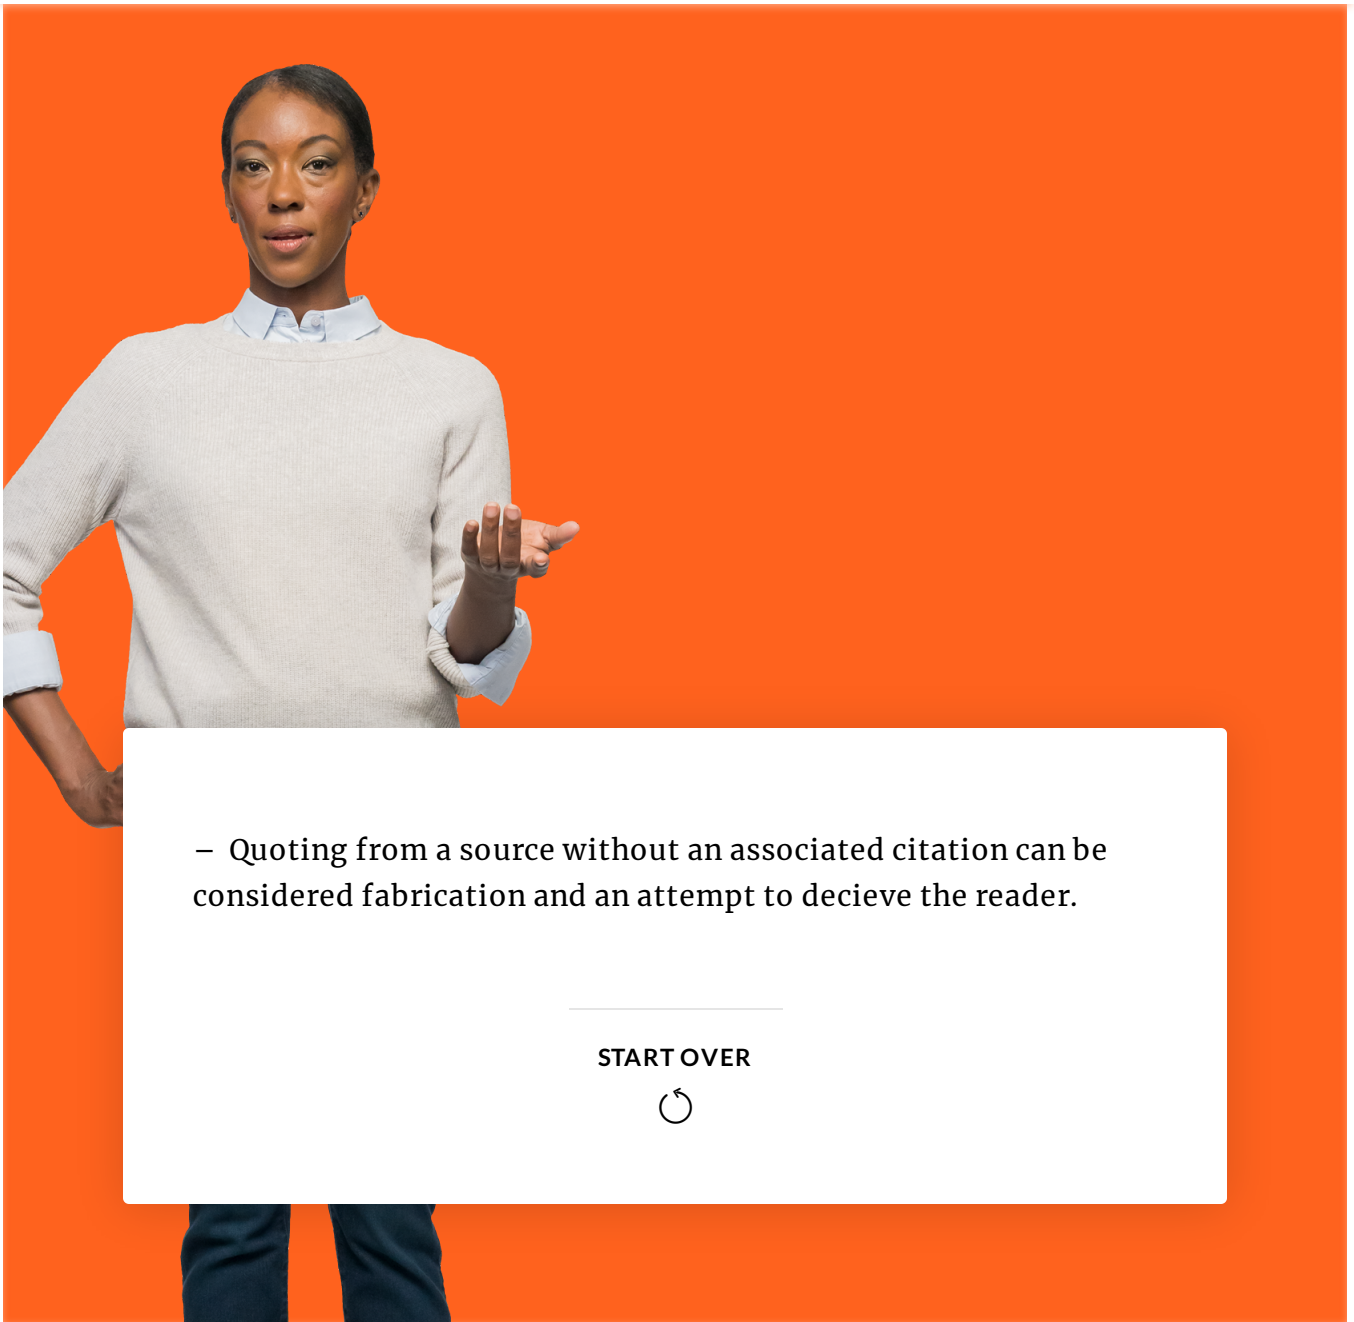 – Quoting from a source without an associated citation can be
considered fabrication and an attempt to decieve the reader.
START OVER